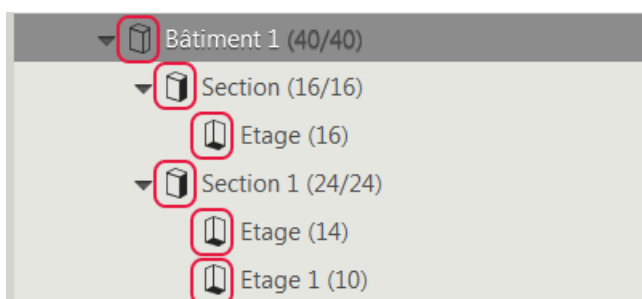 Bâtiment 1 (40/40)
Section (16/16)
Etage (16)
Section 1 (24/24)
Etage (14)
Etage 1 (10)